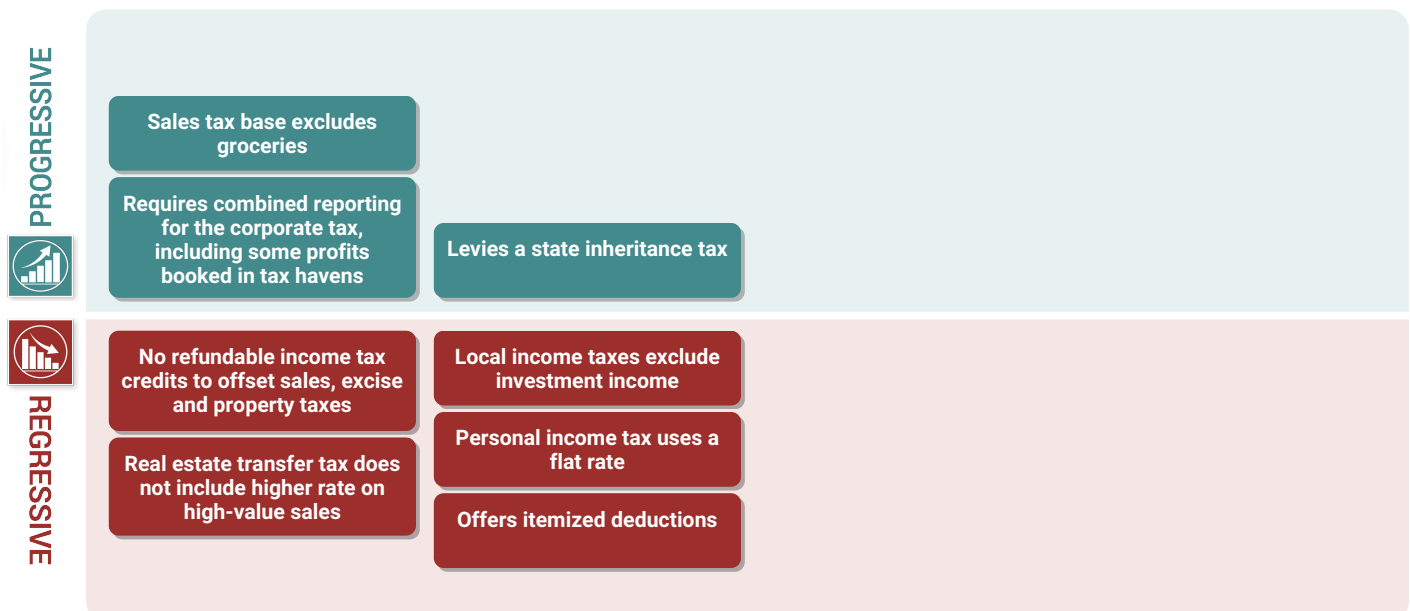 PROGRESSIVE
Sales tax base excludes
groceries
Requires combined reporting
for the corporate tax,
including some profits
booked in tax havens
Levies a state inheritance tax
REGRESSIVE
No refundable income tax
credits to offset sales, excise
and property taxes
Real estate transfer tax does
not include higher rate on
high-value sales
Local income taxes exclude
investment income
Personal income tax uses a
flat rate
Offers itemized deductions